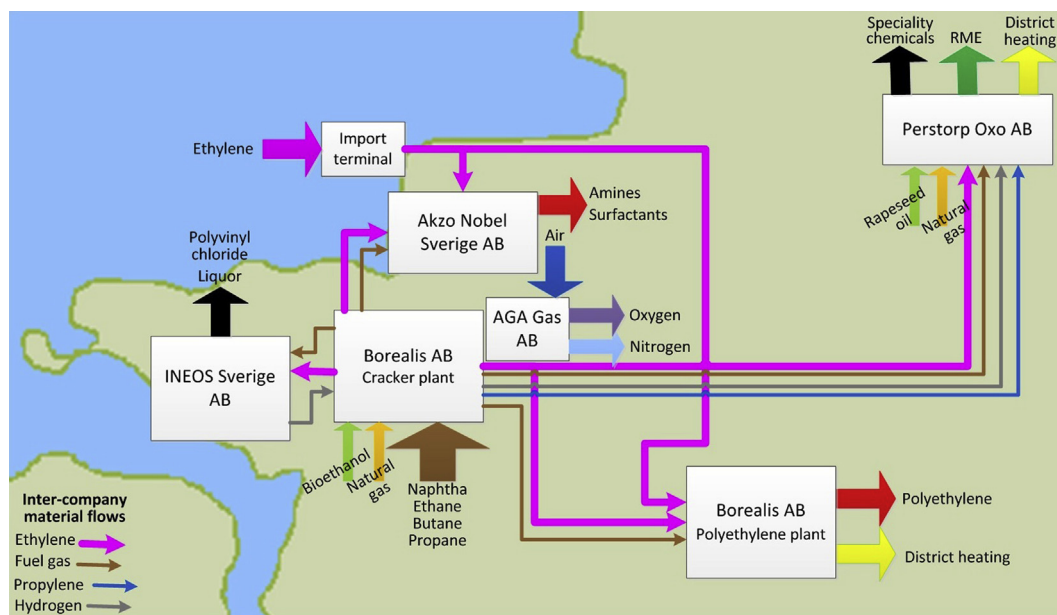 Speciality
chemicals
RME
District
heating
Perstorp Oxo AB
Rapeseed
oil
Natural
gas
Ethylene
Import
terminal
Akzo Nobel
Sverige AB
Amines
Surfactants
Air
Polyvinyl
chloride
Liquor
AGA Gas
AB
Oxygen
Nitrogen
INEOS Sverige
AB
Borealis AB
Cracker plant
Bioethanol
Natural
gas
Naphtha
Ethane
Butane
Propane
Borealis AB
Polyethylene plant
Polyethylene
District heating
Inter-company
material flows
Ethylene
Fuel gas
Propylene
Hydrogen